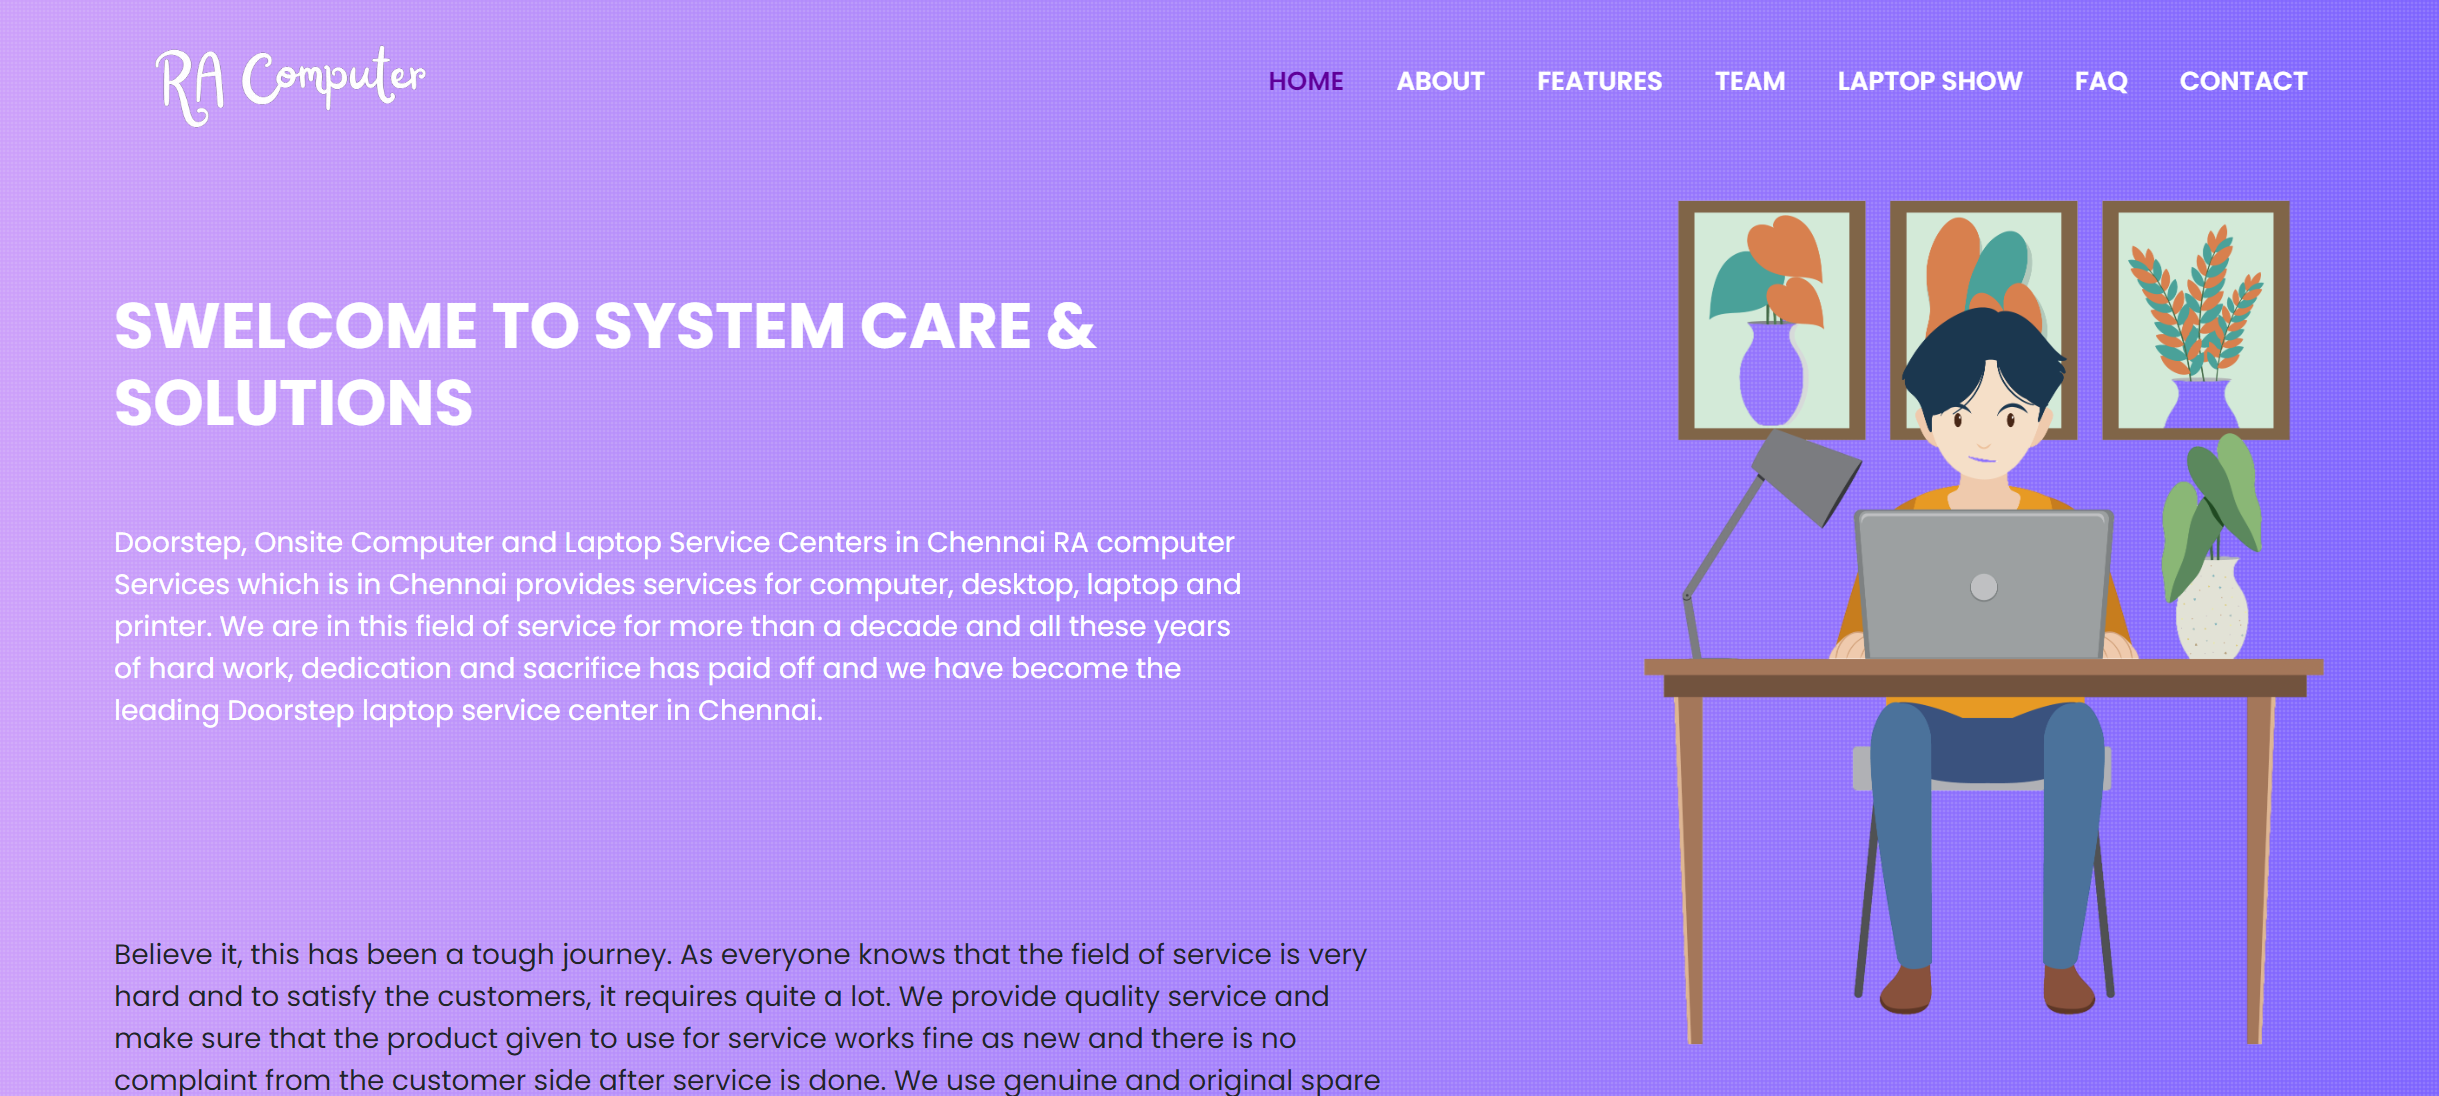 RA Computer
HOME ABOUT FEATURES TEAM LAPTOP SHOW FAQ CONTACT
SWELCOME TO SYSTEM CARE &
SOLUTIONS
Doorstep, Onsite Computer and Laptop Service Centers in Chennai RA computer
Services which is in Chennai provides services for computer, desktop, laptop and
printer. We are in this field of service for more than a decade and all these years
of hard work, dedication and sacrifice has paid off and we have become the
leading Doorstep laptop service center in Chennai.
Believe it, this has been a tough journey. As everyone knows that the field of service is very
hard and to satisfy the customers, it requires quite a lot. We provide quality service and
make sure that the product given to use for service works fine as new and there is no
complaint from the customer side after service is done. We use genuine and original spare